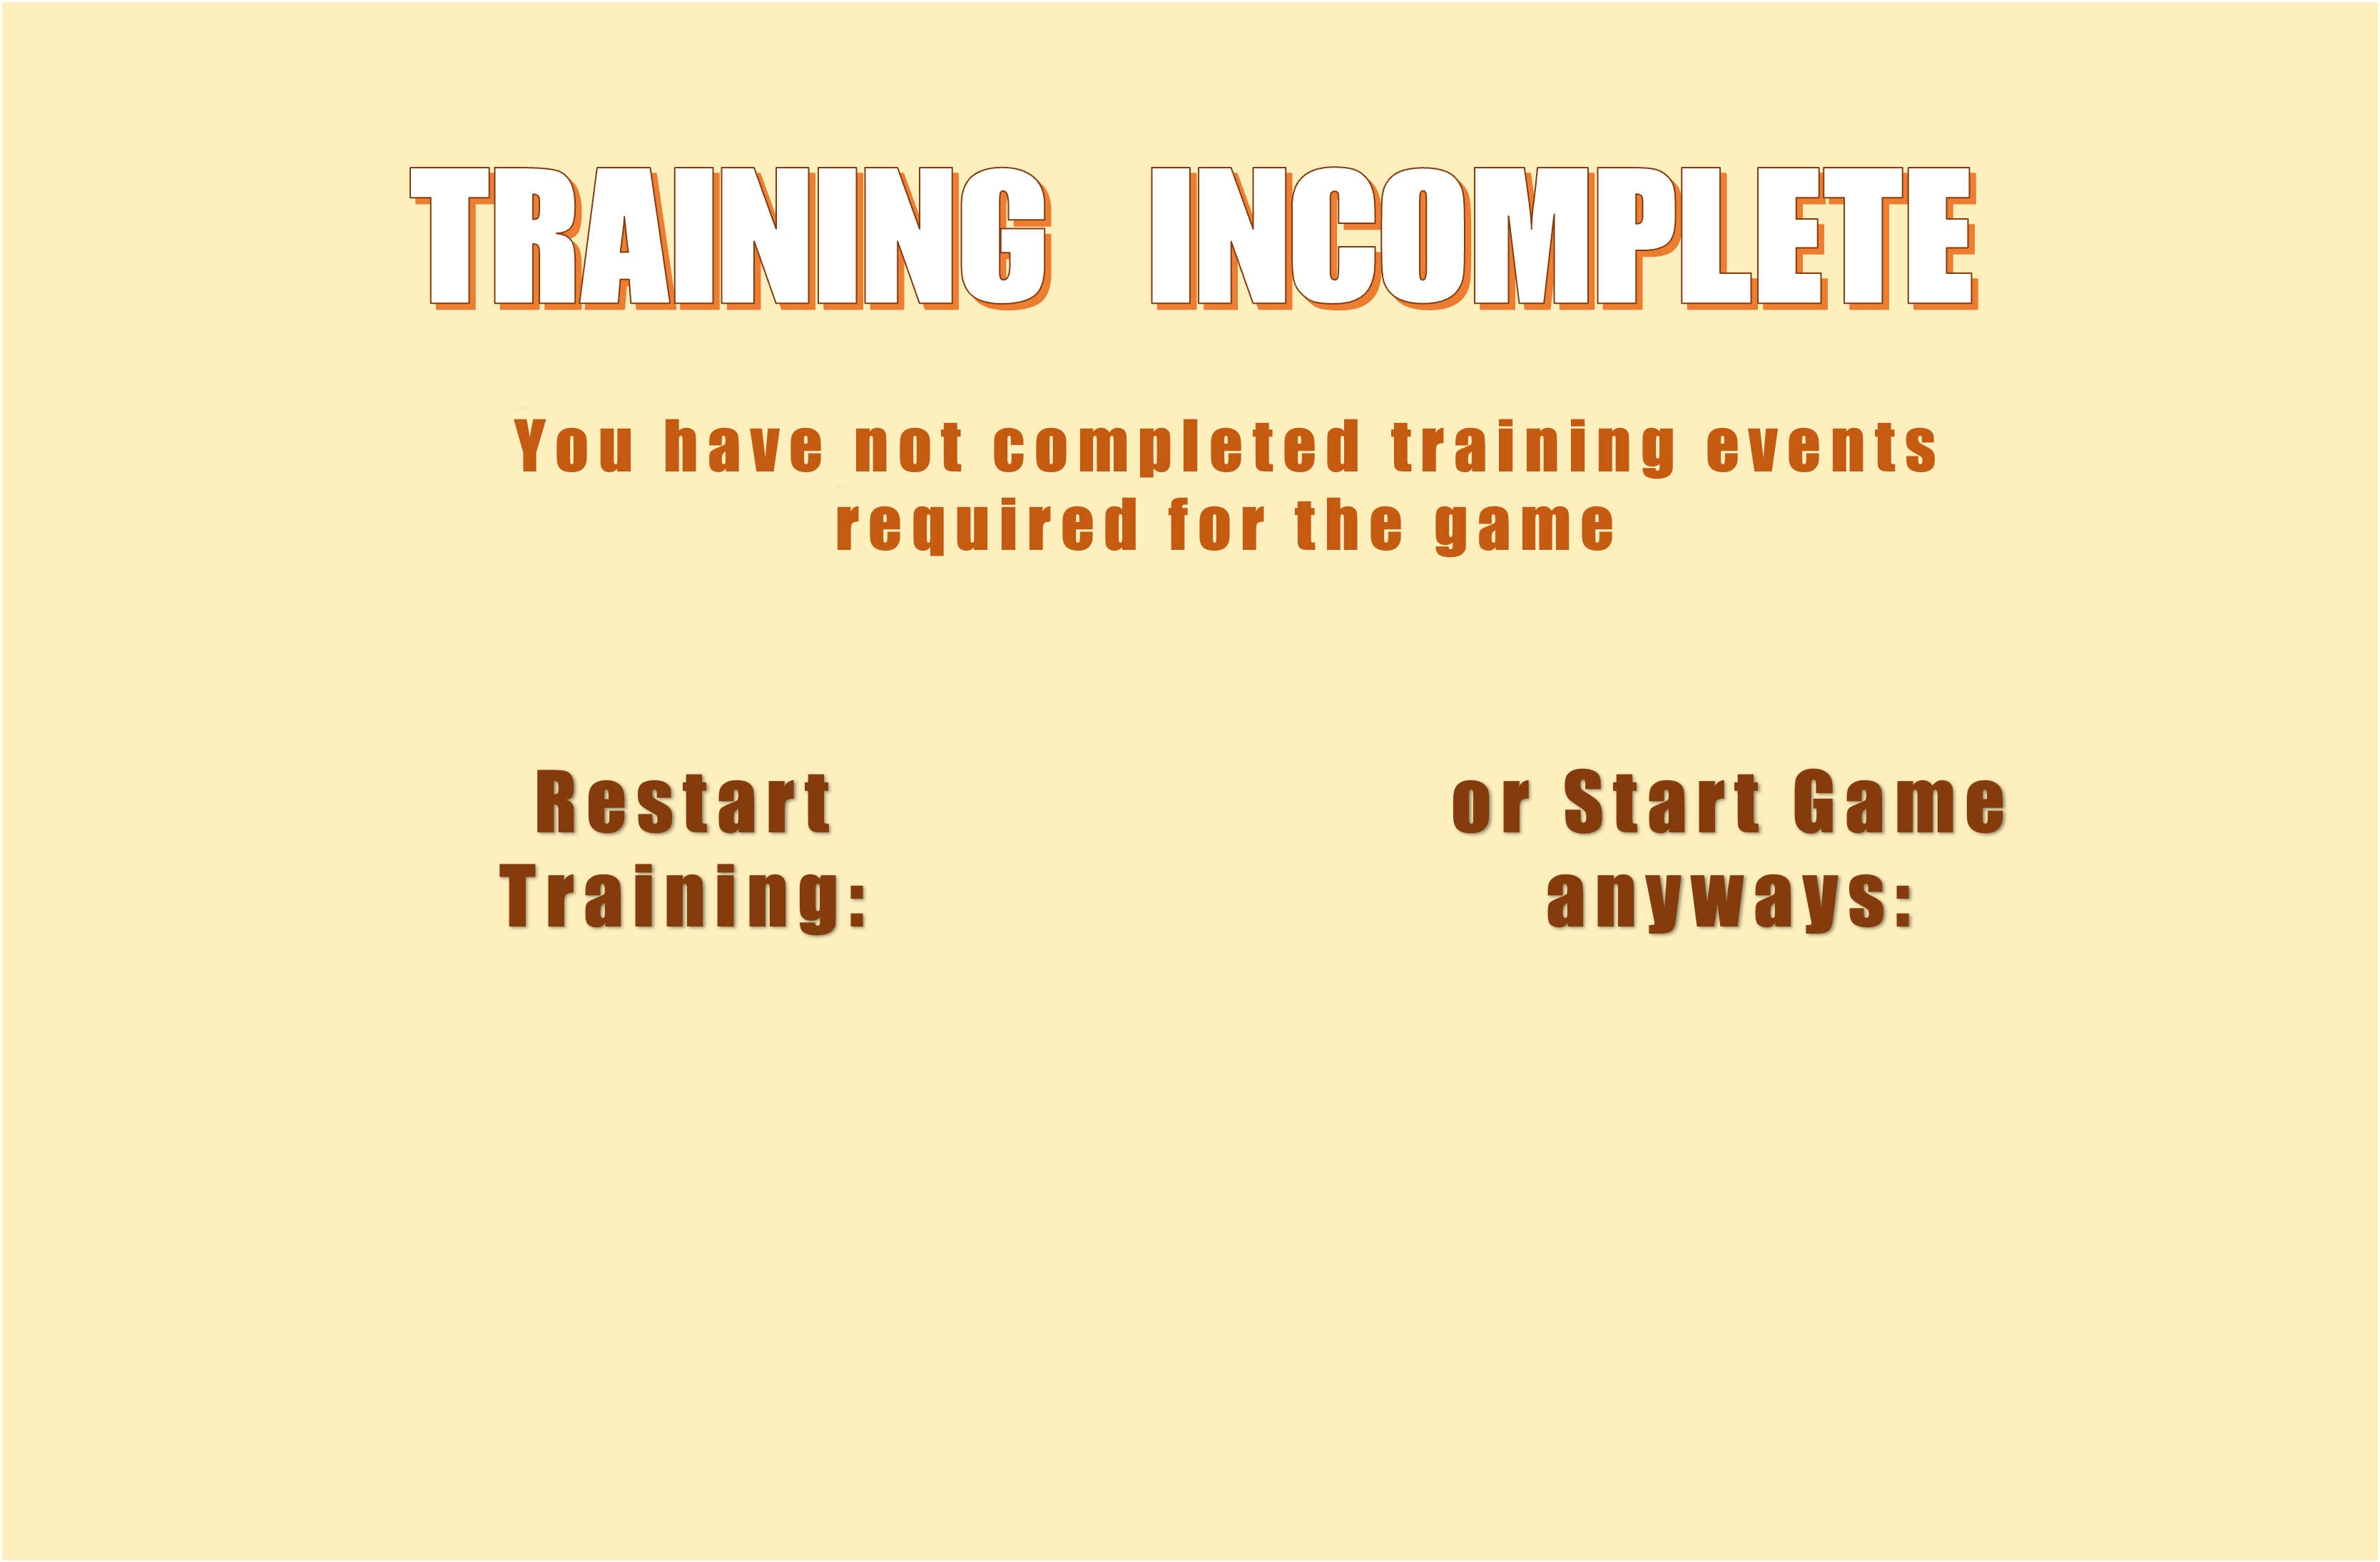 TRAINING INCOMPLETE
You have not completed training events
required for the game
Restart
Training:
or Start Game
anyways: